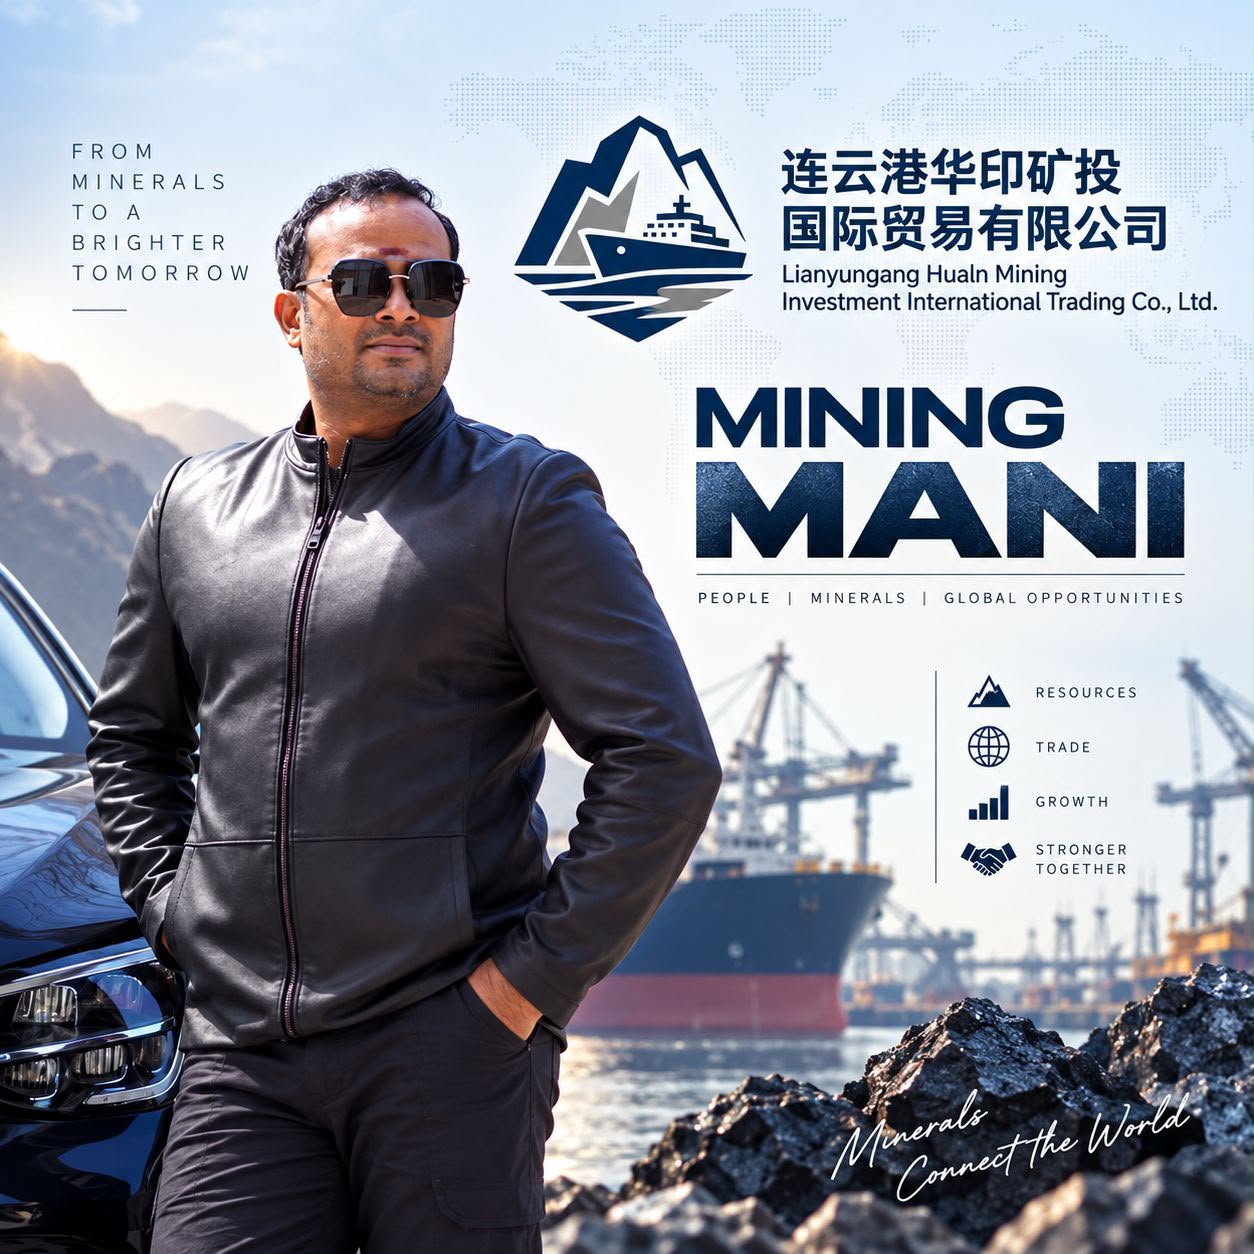 FROM
MINERALS
TO A
BRIGHTER
TOMORROW
连云港华印矿投
国际贸易有限公司
Lianyungang Hualn Mining
Investment International Trading Co., Ltd.
MINING
MANI
PEOPLE | MINERALS | GLOBAL OPPORTUNITIES
RESOURCES
TRADE
GROWTH
STRONGER
TOGETHER
Minerals
Connect the World